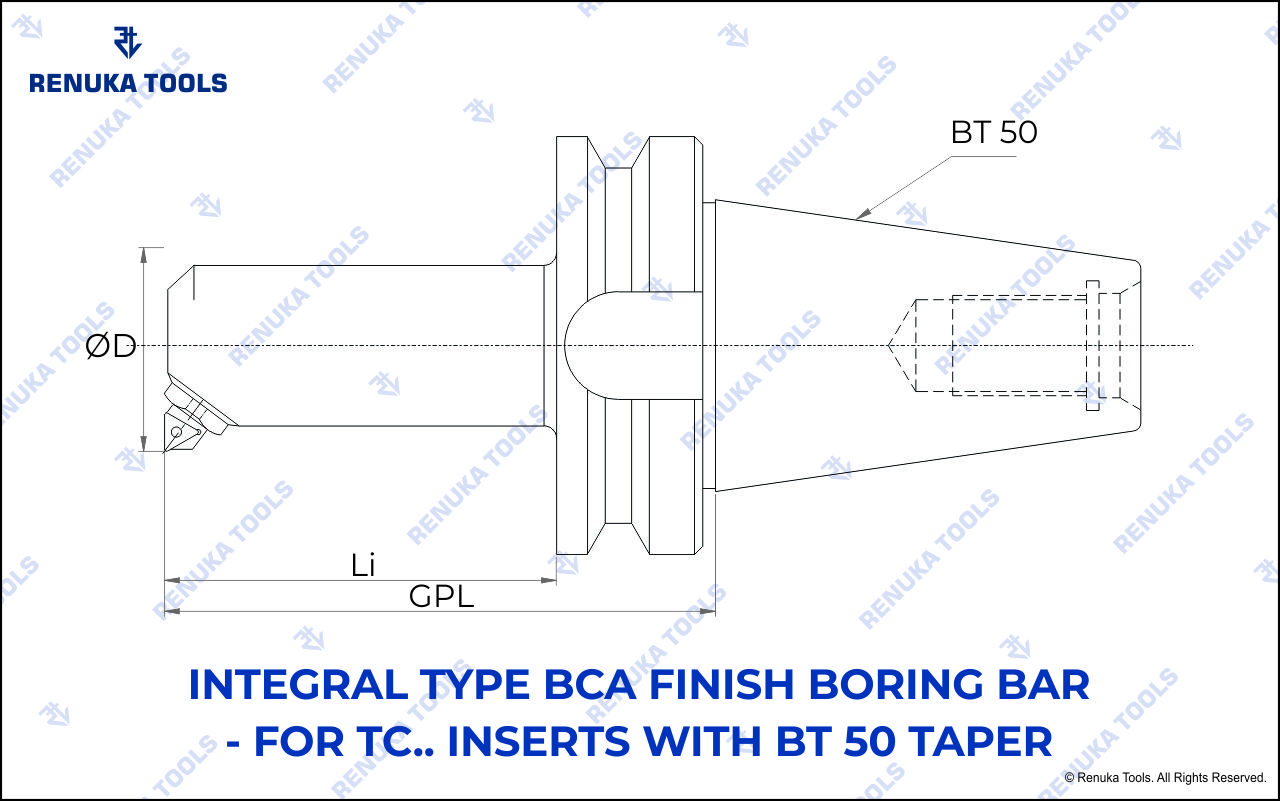 RENUKA TOOLS
BT 50
ØD
Li
GPL
INTEGRAL TYPE BCA FINISH BORING BAR
- FOR TC.. INSERTS WITH BT 50 TAPER
© Renuka Tools. All Rights Reserved.